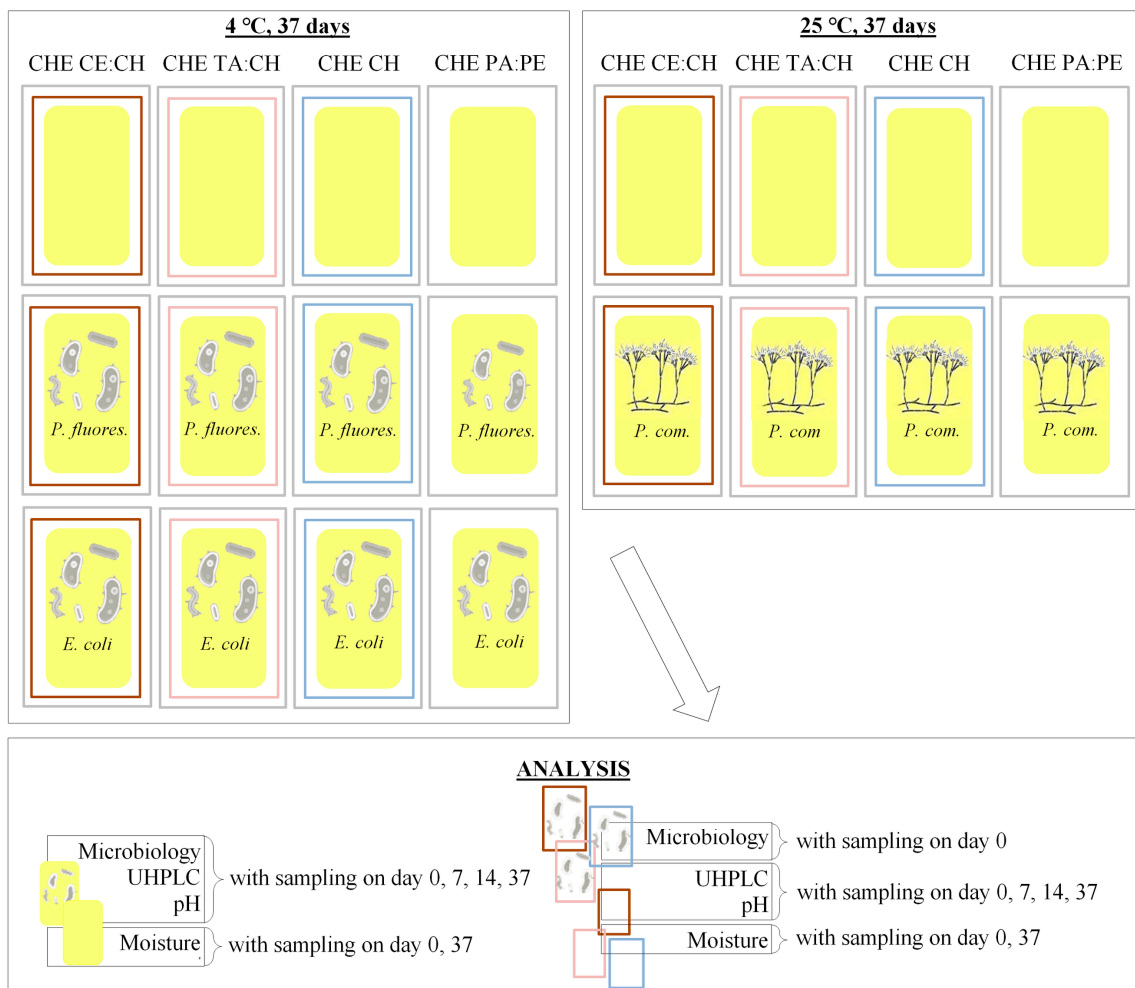 4 °C, 37 days
CHE CE:CH CHE TA:CH CHE CH CHE PA:PE
P. fluores. P. fluores. P. fluores. P. fluores.
E. coli E. coli E. coli E. coli
25 °C, 37 days
CHE CE:CH CHE TA:CH CHE CH CHE PA:PE
P. com. P. com P. com. P. com.
ANALYSIS
Microbiology
UHPLC
pH
with sampling on day 0, 7, 14, 37
Moisture
with sampling on day 0, 37
Microbiology
with sampling on day 0
UHPLC
pH
with sampling on day 0, 7, 14, 37
Moisture
with sampling on day 0, 37